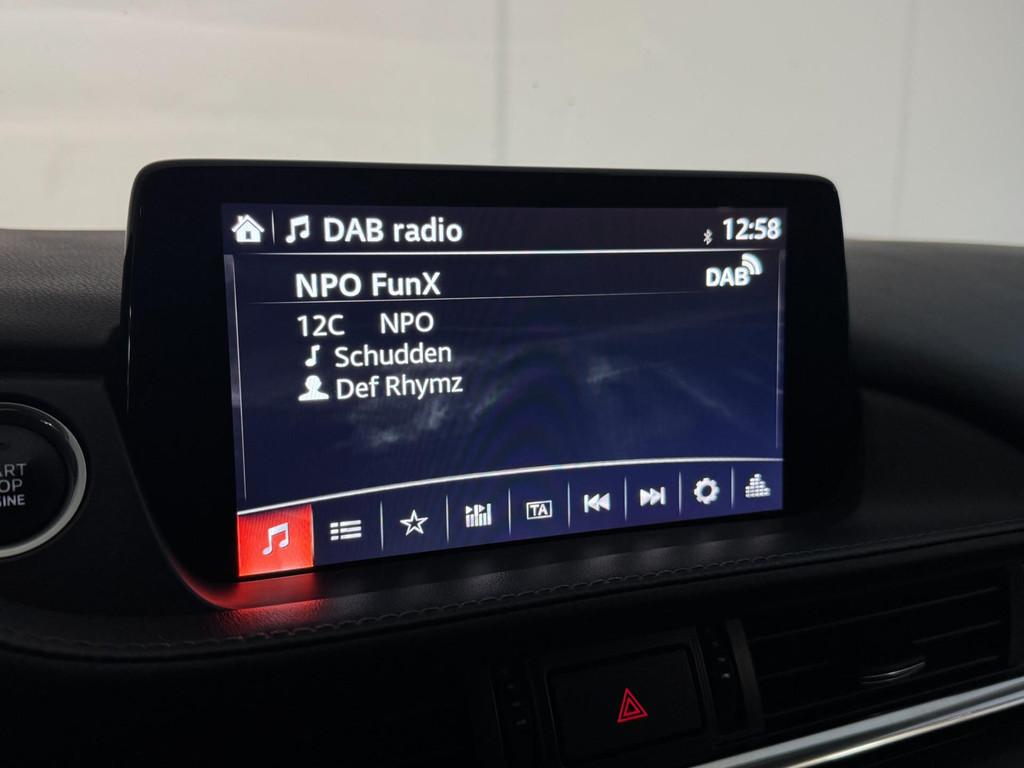 DAB radio 12:58
NPO FunX DAB
12C NPO
Schudden
Def Rhymz
TA